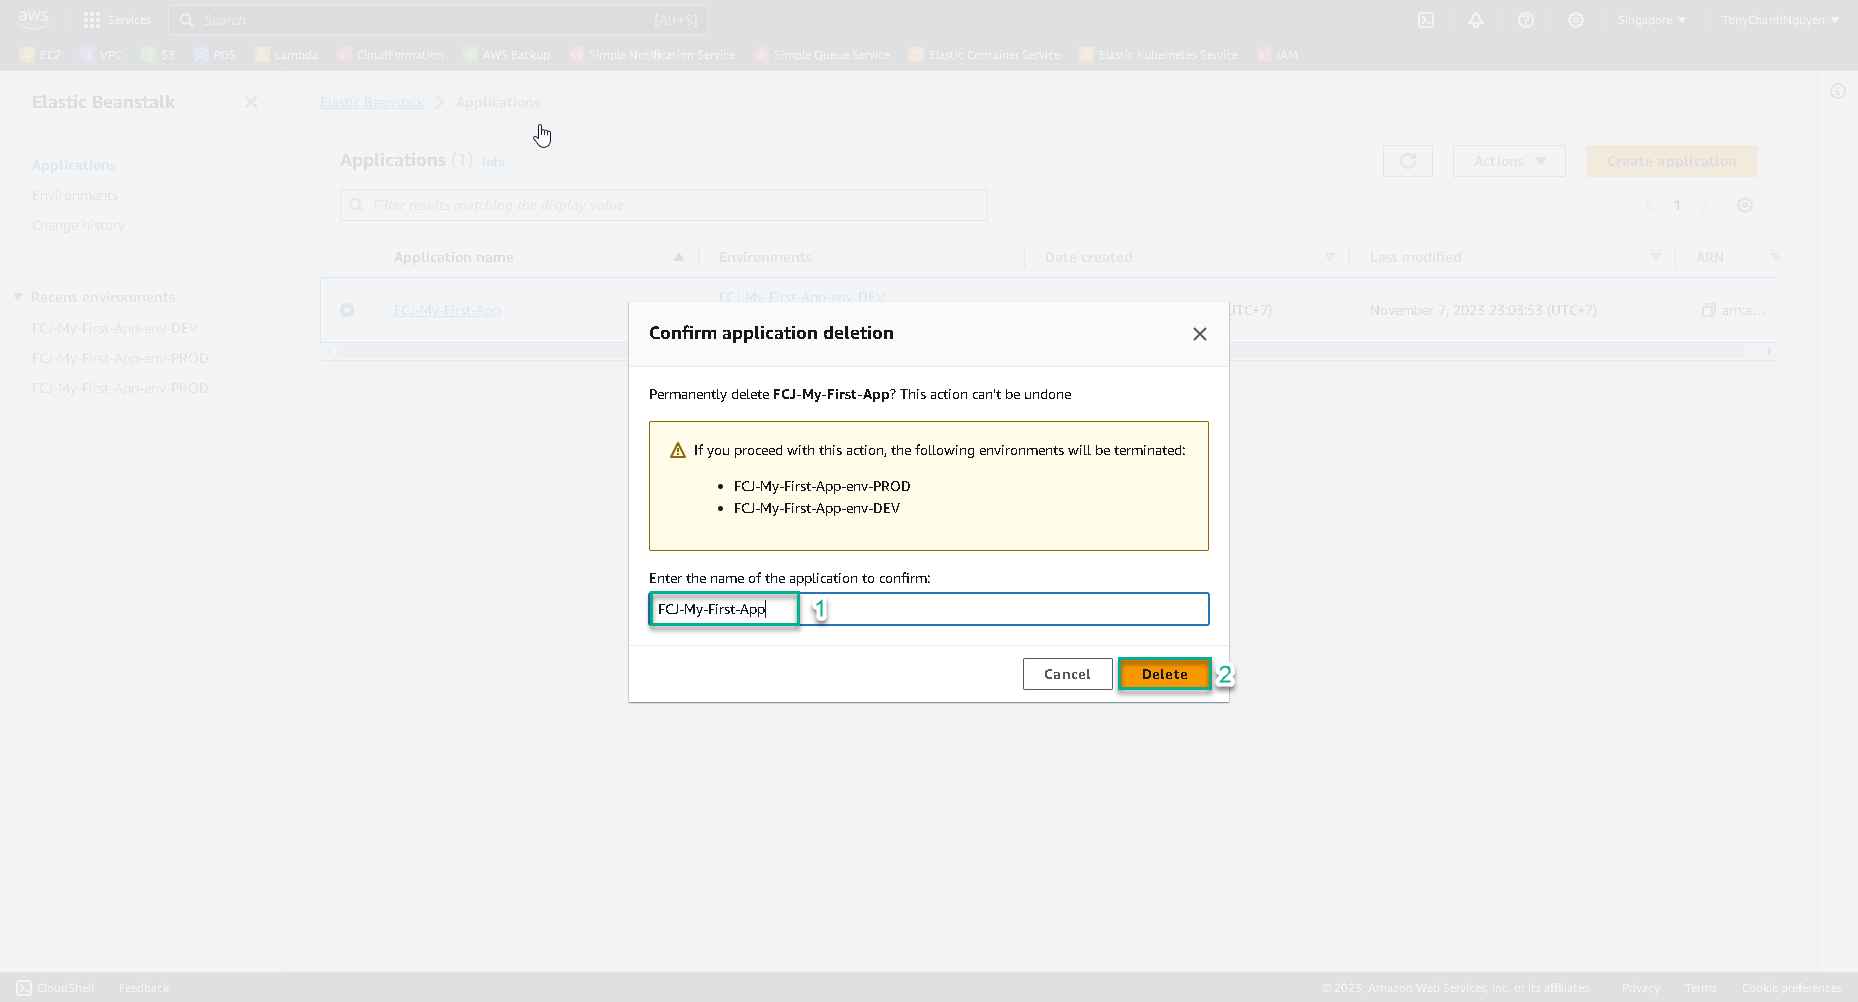 aws
Services
Search
[Alt+S]
Singapore
TonyChanhNguyen
EC2
VPC
S3
RDS
Lambda
CloudFormation
AWS Backup
Simple Notification Service
Simple Queue Service
Elastic Container Service
Elastic Kubernetes Service
IAM
Elastic Beanstalk
Applications
Environments
Change history
Recent environments
FCJ-My-First-App-env-DEV
FCJ-My-First-App-env-PROD
FCJ-My-First-App-env-PROD
Elastic Beanstalk
Applications
Applications (1) Info
Actions
Create application
Filter results matching the display value
1
Application name
Environments
Date created
Last modified
ARN
FCJ-My-First-App
FCJ-My-First-App-env-DEV
UTC+7)
November 7, 2023 23:03:53 (UTC+7)
arn:a...
Confirm application deletion
Permanently delete FCJ-My-First-App? This action can't be undone
If you proceed with this action, the following environments will be terminated:
FCJ-My-First-App-env-PROD
FCJ-My-First-App-env-DEV
Enter the name of the application to confirm:
FCJ-My-First-App
1
Cancel
Delete
2
CloudShell
Feedback
© 2023, Amazon Web Services, Inc. or its affiliates.
Privacy
Terms
Cookie preferences